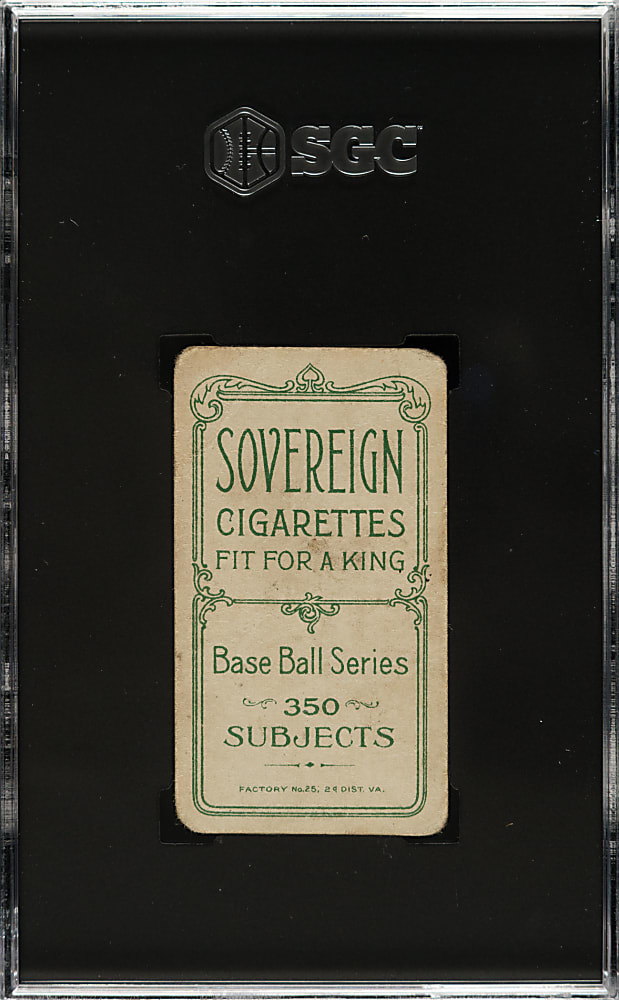 SGC
SOVEREIGN
CIGARETTES
FIT FOR A KING
Base Ball Series
350
SUBJECTS
FACTORY No. 25, 2d DIST. VA.